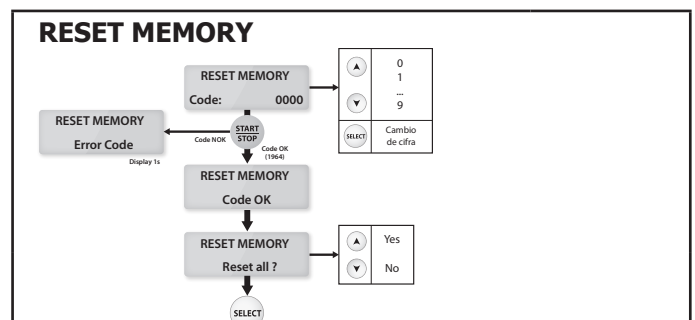 RESET MEMORY
RESET MEMORY
Code: 0000
0
1
...
9
SELECT
Cambio
de cifra
RESET MEMORY
Error Code
Display 1s
Code NOK
START
STOP
Code OK
(1964)
RESET MEMORY
Code OK
RESET MEMORY
Reset all ?
Yes
No
SELECT